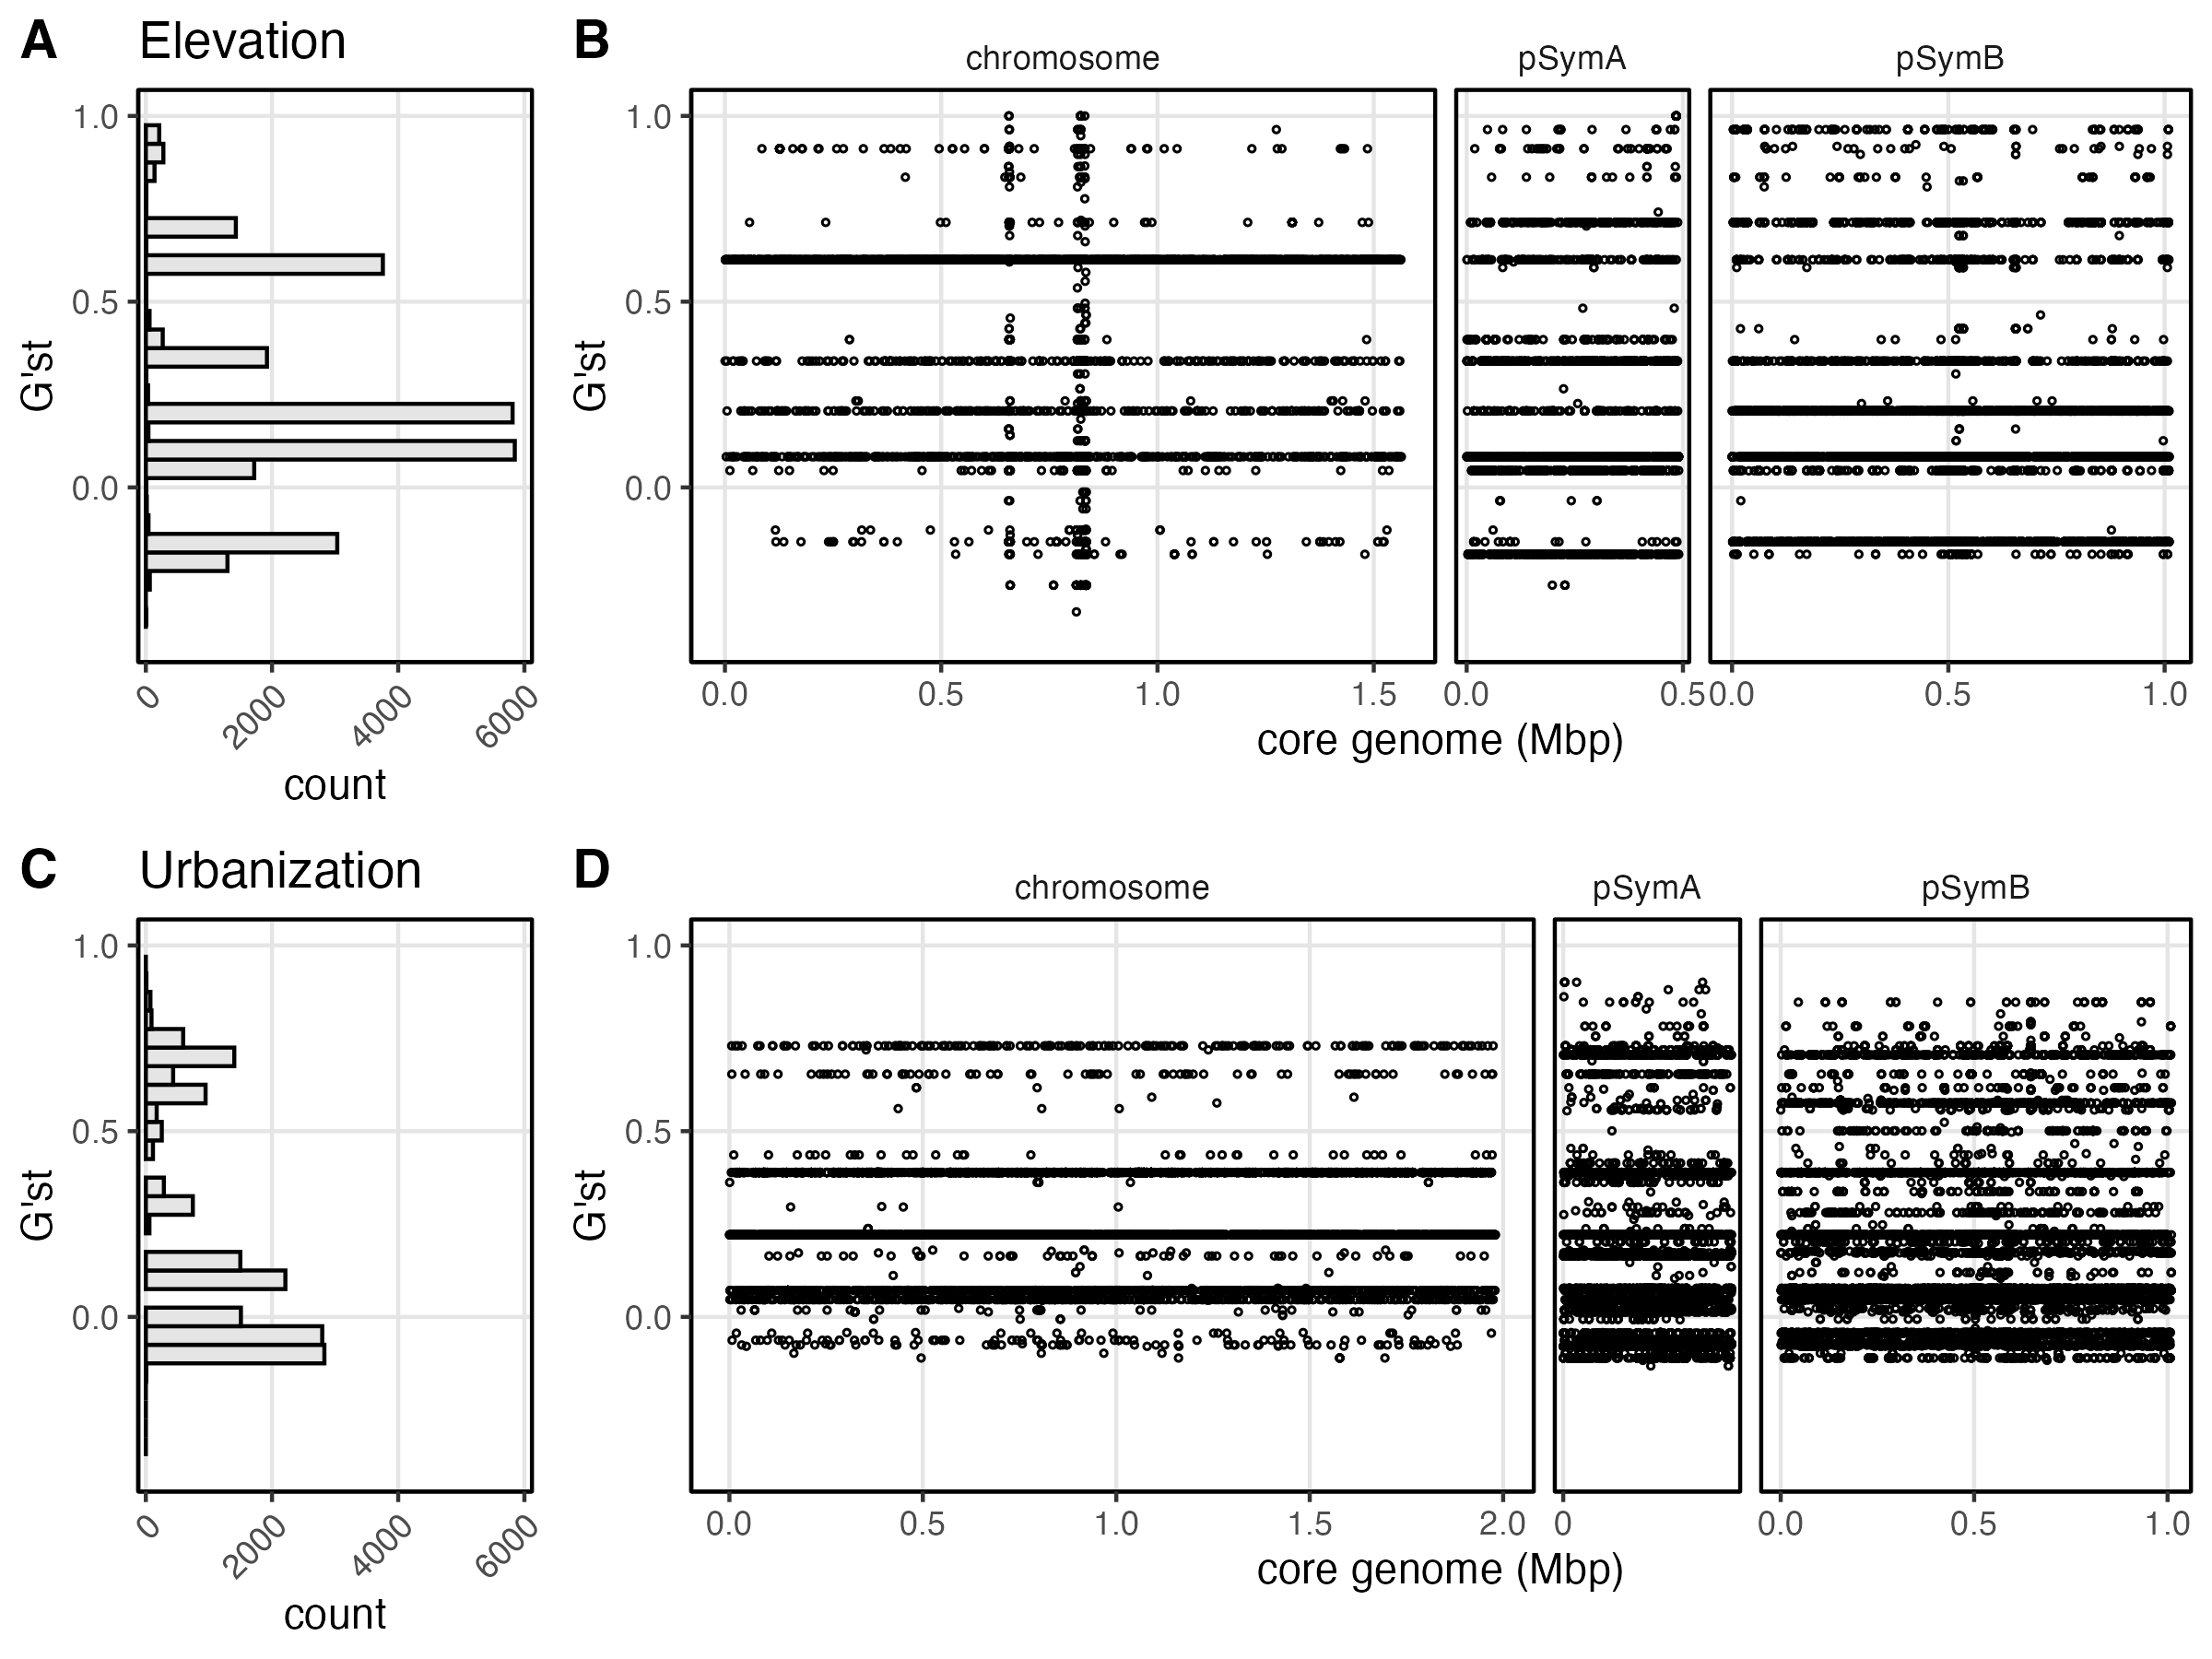 A Elevation
B
chromosome pSymA pSymB
1.0
0.5
0.0
G'st
0 2000 4000 6000
count
1.0
0.5
0.0
G'st
0.0 0.5 1.0 1.5 0.0 0.5 0.0 0.5 1.0
core genome (Mbp)
C Urbanization
D
chromosome pSymA pSymB
1.0
0.5
0.0
G'st
0 2000 4000 6000
count
1.0
0.5
0.0
G'st
0.0 0.5 1.0 1.5 2.0 0 0.0 0.5 1.0
core genome (Mbp)